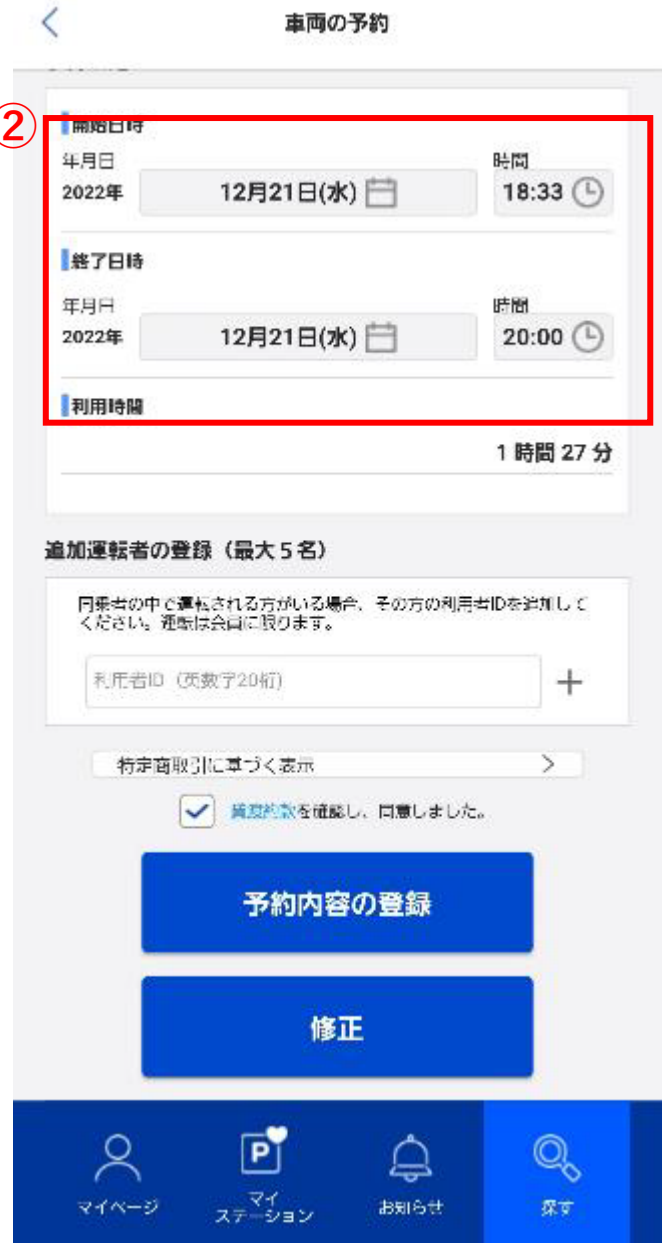 車両の予約
②
開始日時
年月日
時間
2022年
12月21日(水)
18:33
終了日時
年月日
時間
2022年
12月21日(水)
20:00
利用時間
1 時間 27 分
追加運転者の登録（最大５名）
同乗者の中で運転される方がいる場合、その方の利用者IDを追加して
ください。運転は会員に限ります。
利用者ID（英数字20桁)
特定商取引に基づく表示
貸渡約款を確認し、同意しました。
予約内容の登録
修正
P
マイページ
マイ
ステーション
お知らせ
探す